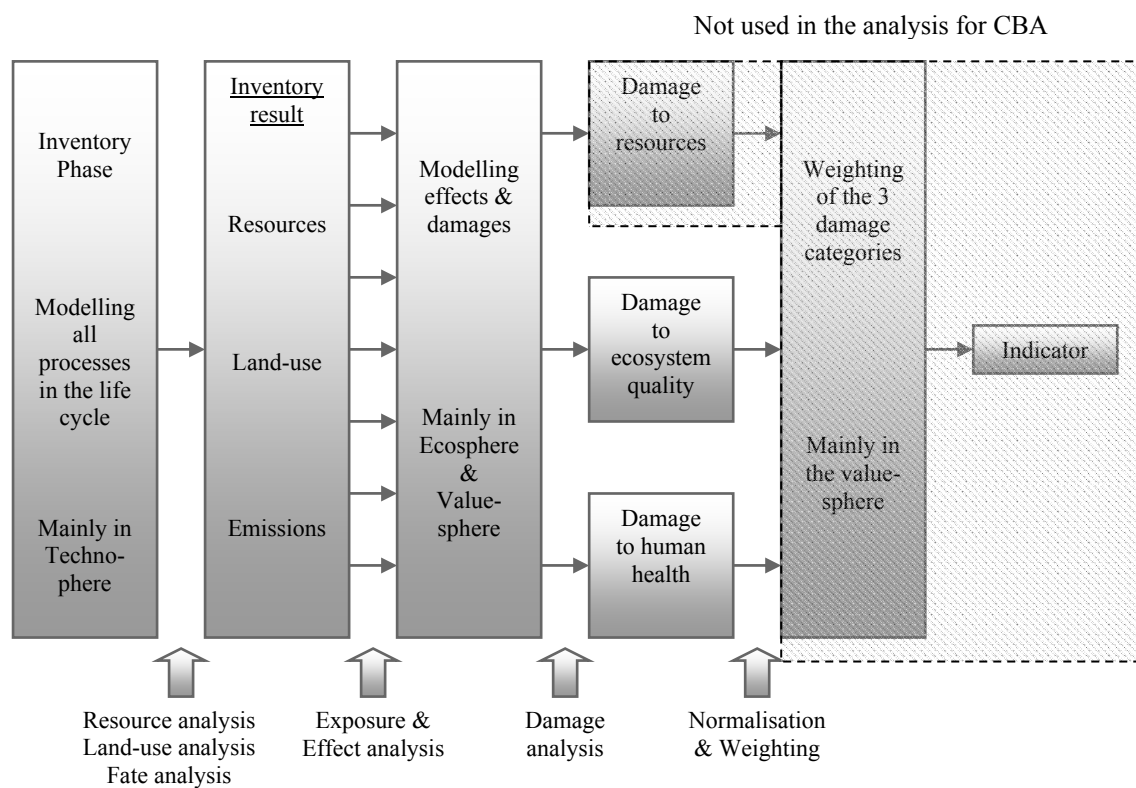 Not used in the analysis for CBA
Inventory
Phase
Modelling
all
processes
in the life
cycle
Mainly in
Techno-
phere
Inventory
result
Resources
Land-use
Emissions
Modelling
effects &
damages
Mainly in
Ecosphere
&
Value-
sphere
Damage
to
resources
Damage
to
ecosystem
quality
Damage
to human
health
Weighting
of the 3
damage
categories
Mainly in
the value-
sphere
Indicator
Resource analysis
Land-use analysis
Fate analysis
Exposure &
Effect analysis
Damage
analysis
Normalisation
& Weighting